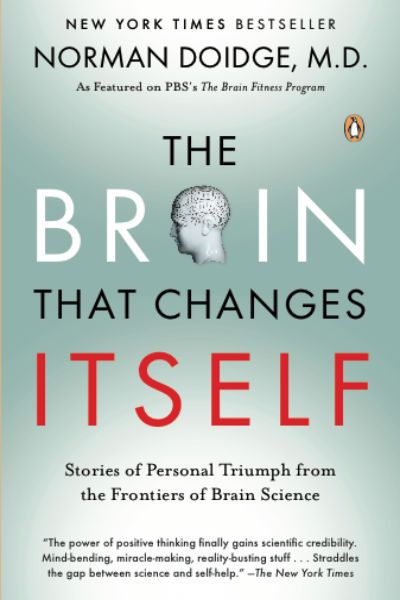 NEW YORK TIMES BESTSELLER
NORMAN DOIDGE, M.D.
As Featured on PBS's The Brain Fitness Program
THE
BRAIN
THAT CHANGES
ITSELF
Stories of Personal Triumph from
the Frontiers of Brain Science
"The power of positive thinking finally gains scientific credibility.
Mind-bending, miracle-making, reality-busting stuff . . . Straddles
the gap between science and self-help." —The New York Times